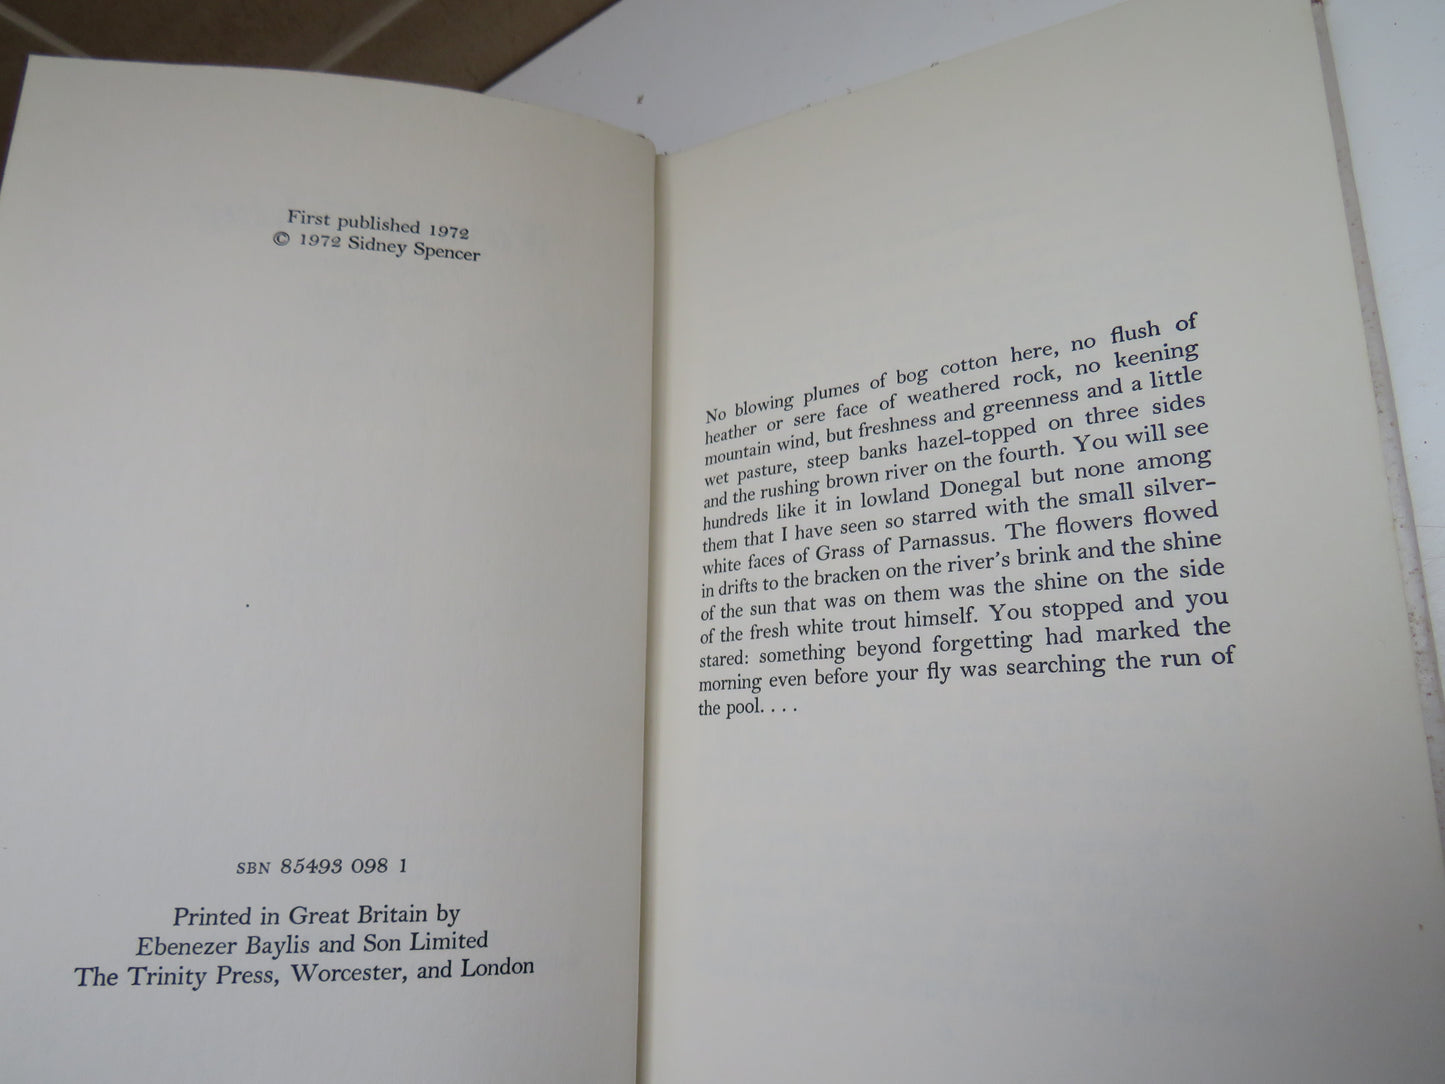 First published 1972
© 1972 Sidney Spencer
SBN 85493 098 1
Printed in Great Britain by
Ebenezer Baylis and Son Limited
The Trinity Press, Worcester, and London
No blowing plumes of bog cotton here, no flush of
heather or sere face of weathered rock, no keening
mountain wind, but freshness and greenness and a little
wet pasture, steep banks hazel-topped on three sides
and the rushing brown river on the fourth. You will see
hundreds like it in lowland Donegal but none among
them that I have seen so starred with the small silver-
white faces of Grass of Parnassus. The flowers flowed
in drifts to the bracken on the river's brink and the shine
of the sun that was on them was the shine on the side
of the fresh white trout himself. You stopped and you
stared: something beyond forgetting had marked the
morning even before your fly was searching the run of
the pool. . . .